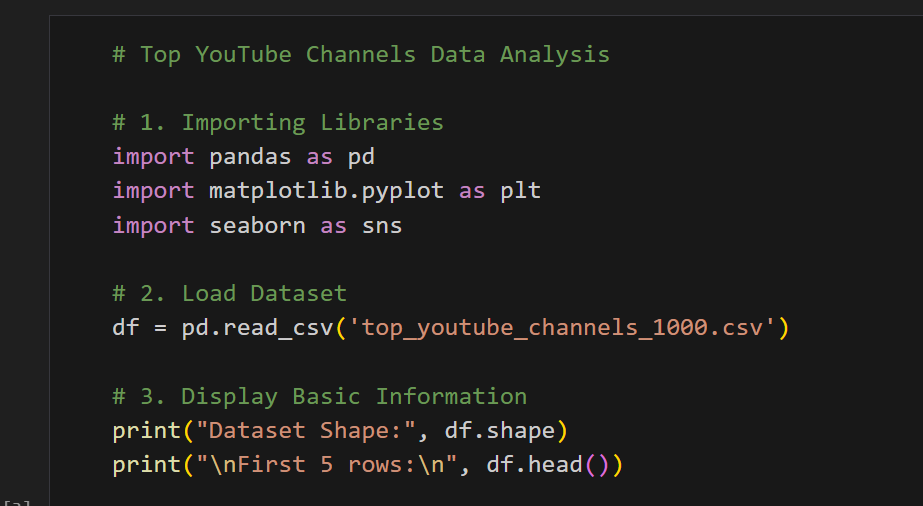 # Top YouTube Channels Data Analysis
# 1. Importing Libraries
import pandas as pd
import matplotlib.pyplot as plt
import seaborn as sns
# 2. Load Dataset
df = pd.read_csv('top_youtube_channels_1000.csv')
# 3. Display Basic Information
print("Dataset Shape:", df.shape)
print("\nFirst 5 rows:\n", df.head())